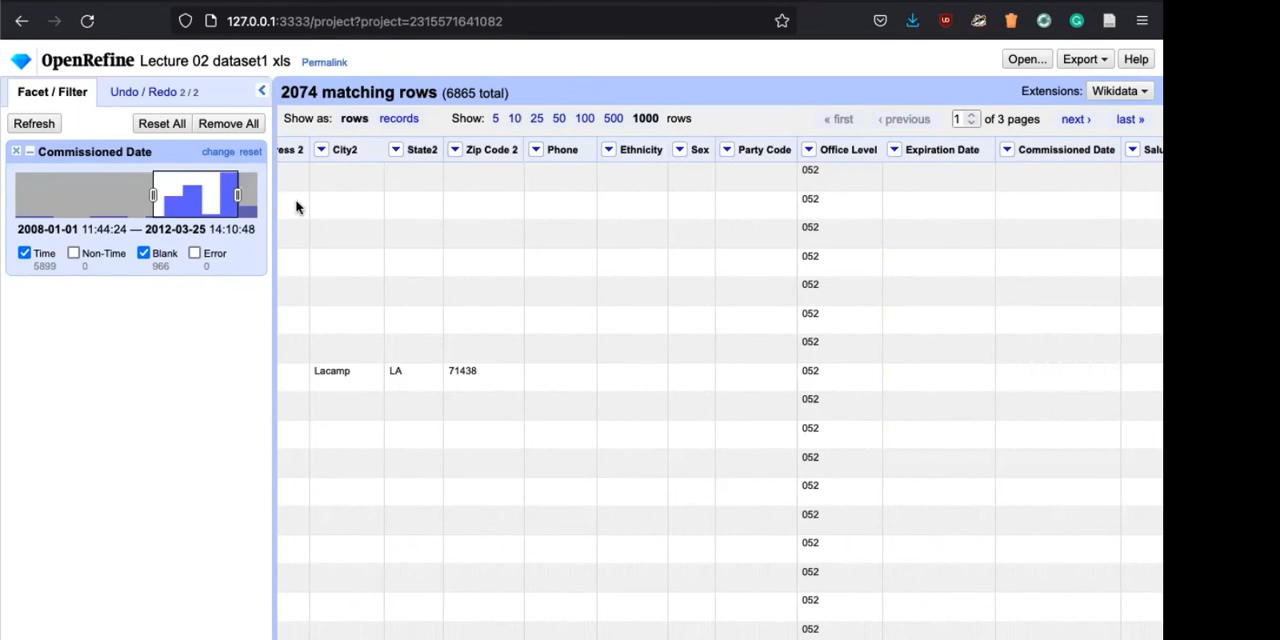 127.0.0.1:3333/project?project=2315571641082
OpenRefine Lecture 02 dataset1 xls Permalink Open... Export Help
Facet / Filter Undo / Redo 2 / 2 2074 matching rows (6865 total) Extensions: Wikidata
Refresh Reset All Remove All Show as: rows records Show: 5 10 25 50 100 500 1000 rows « first ‹ previous 1 of 3 pages next › last »
Commissioned Date change reset ess 2 City2 State2 Zip Code 2 Phone Ethnicity Sex Party Code Office Level Expiration Date Commissioned Date Salu
052
052
2008-01-01 11:44:24 — 2012-03-25 14:10:48 052
Time Non-Time Blank Error 052
5899 0 966 0
052
052
052
Lacamp LA 71438 052
052
052
052
052
052
052
052
052
052